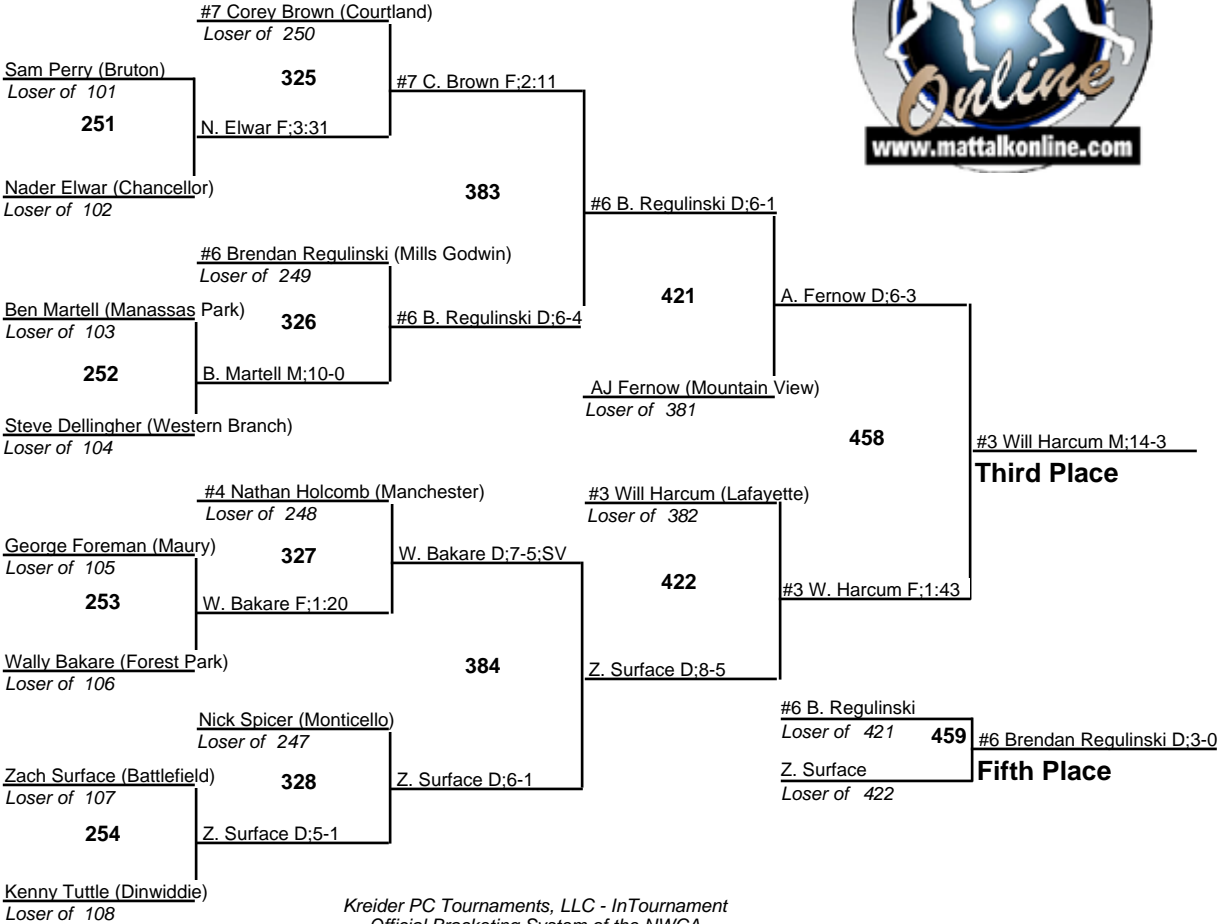 #7 Corey Brown (Courtland)
Loser of 250
Sam Perry (Bruton)
Loser of 101
325
#7 C. Brown F;2:11
251
N. Elwar F;3:31
Nader Elwar (Chancellor)
Loser of 102
383
#6 B. Regulinski D;6-1
#6 Brendan Regulinski (Mills Godwin)
Loser of 249
Ben Martell (Manassas Park)
Loser of 103
326
#6 B. Regulinski D;6-4
421
A. Fernow D;6-3
252
B. Martell M;10-0
AJ Fernow (Mountain View)
Loser of 381
Steve Dellingher (Western Branch)
Loser of 104
458
#3 Will Harcum M;14-3
Third Place
#4 Nathan Holcomb (Manchester)
Loser of 248
#3 Will Harcum (Lafayette)
Loser of 382
George Foreman (Maury)
Loser of 105
327
W. Bakare D;7-5;SV
422
#3 W. Harcum F;1:43
253
W. Bakare F;1:20
Wally Bakare (Forest Park)
Loser of 106
384
Z. Surface D;8-5
Nick Spicer (Monticello)
Loser of 247
#6 B. Regulinski
Loser of 421
459
#6 Brendan Regulinski D;3-0
Fifth Place
Z. Surface
Loser of 422
Zach Surface (Battlefield)
Loser of 107
328
Z. Surface D;6-1
254
Z. Surface D;5-1
Kenny Tuttle (Dinwiddie)
Loser of 108
Kreider PC Tournaments, LLC - InTournament
Official Bracketing System of the NWCA
Online
www.mattalkonline.com